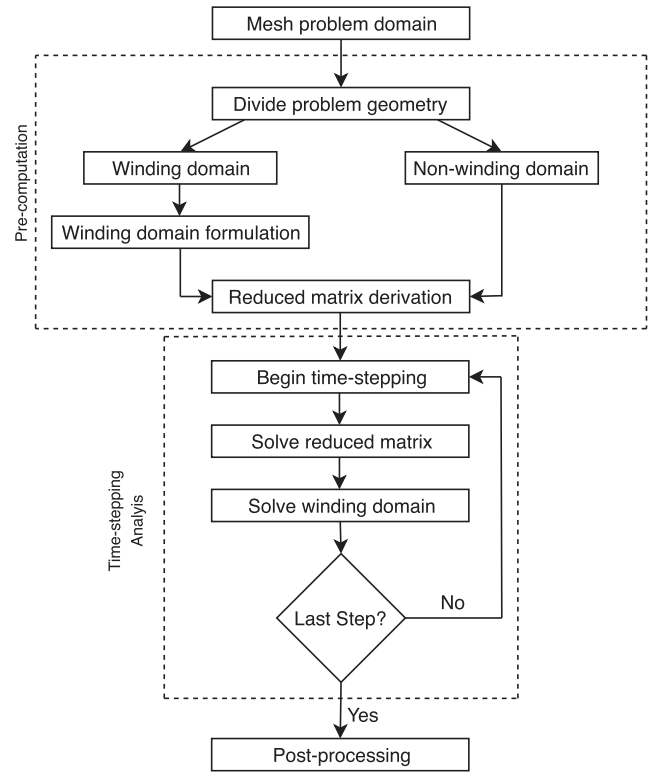 Mesh problem domain
Pre-computation
Divide problem geometry
Winding domain
Non-winding domain
Winding domain formulation
Reduced matrix derivation
Time-stepping
Analyis
Begin time-stepping
Solve reduced matrix
Solve winding domain
Last Step?
No
Yes
Post-processing